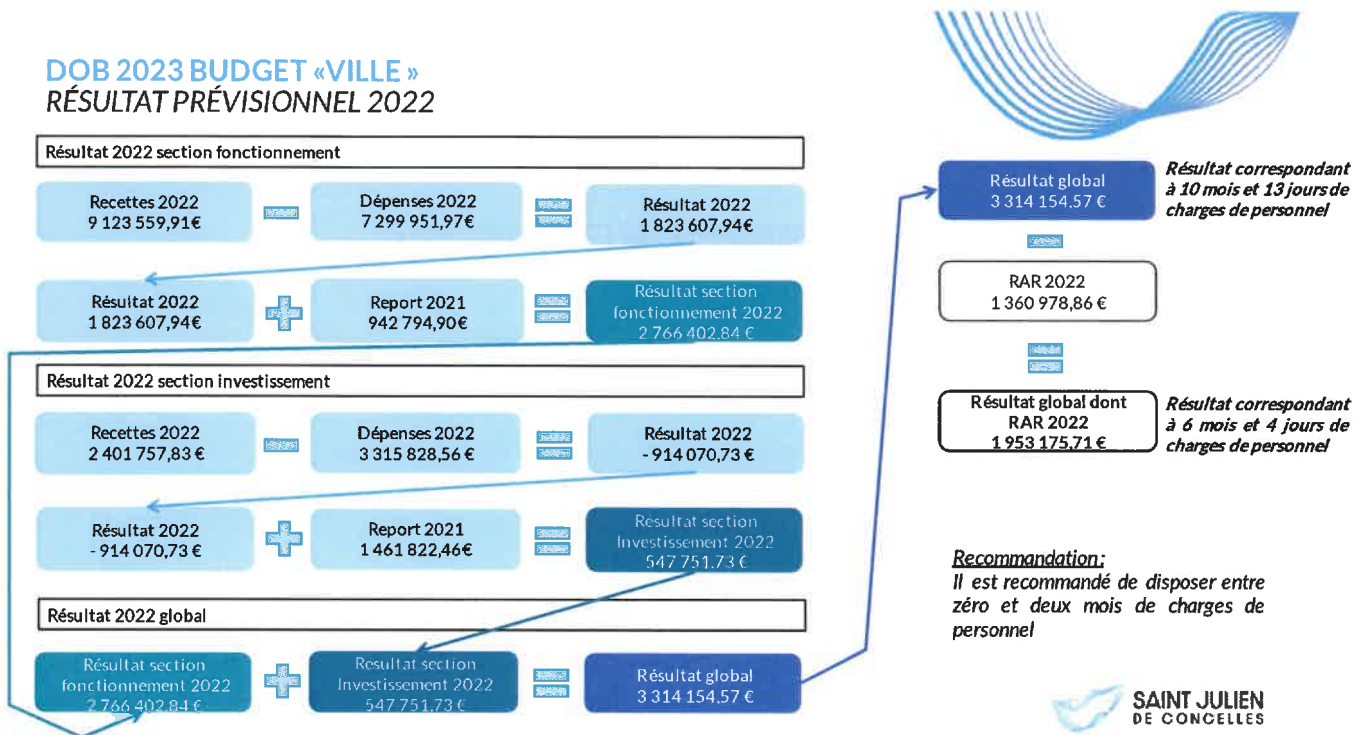 DOB 2023 BUDGET «VILLE »
RÉSULTAT PRÉVISIONNEL 2022
Résultat 2022 section fonctionnement
Recettes 2022
9 123 559,91€
Dépenses 2022
7 299 951,97€
Résultat 2022
1 823 607,94€
Résultat 2022
1 823 607,94€
Report 2021
942 794,90€
Résultat section
fonctionnement 2022
2 766 402,84 €
Résultat 2022 section investissement
Recettes 2022
2 401 757,83 €
Dépenses 2022
3 315 828,56 €
Résultat 2022
- 914 070,73 €
Résultat 2022
- 914 070,73 €
Report 2021
1 461 822,46€
Résultat section
Investissement 2022
547 751,73 €
Résultat 2022 global
Résultat section
fonctionnement 2022
2 766 402,84 €
Résultat section
Investissement 2022
547 751,73 €
Résultat global
3 314 154,57 €
Résultat global
3 314 154,57 €
Résultat correspondant
à 10 mois et 13 jours de
charges de personnel
RAR 2022
1 360 978,86 €
Résultat global dont
RAR 2022
1 953 175,71 €
Résultat correspondant
à 6 mois et 4 jours de
charges de personnel
Recommandation :
Il est recommandé de disposer entre
zéro et deux mois de charges de
personnel
SAINT JULIEN
DE CONCELLES